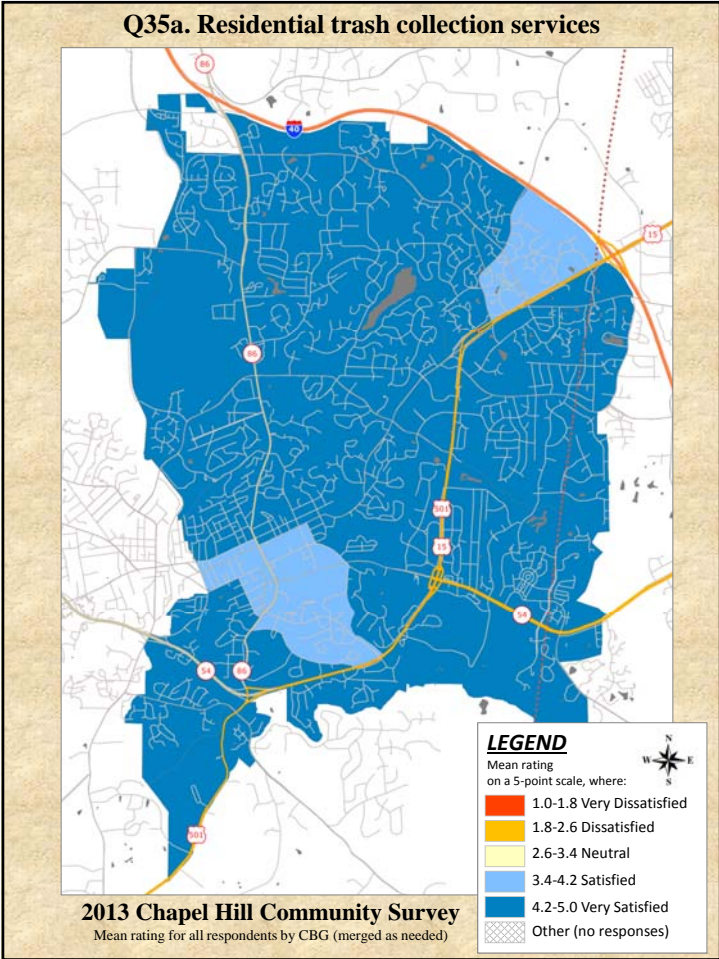 Q35a. Residential trash collection services
86
40
15
86
501
15
54
54
86
501
LEGEND
N
W E
S
Mean rating
on a 5-point scale, where:
1.0-1.8 Very Dissatisfied
1.8-2.6 Dissatisfied
2.6-3.4 Neutral
3.4-4.2 Satisfied
4.2-5.0 Very Satisfied
Other (no responses)
2013 Chapel Hill Community Survey
Mean rating for all respondents by CBG (merged as needed)